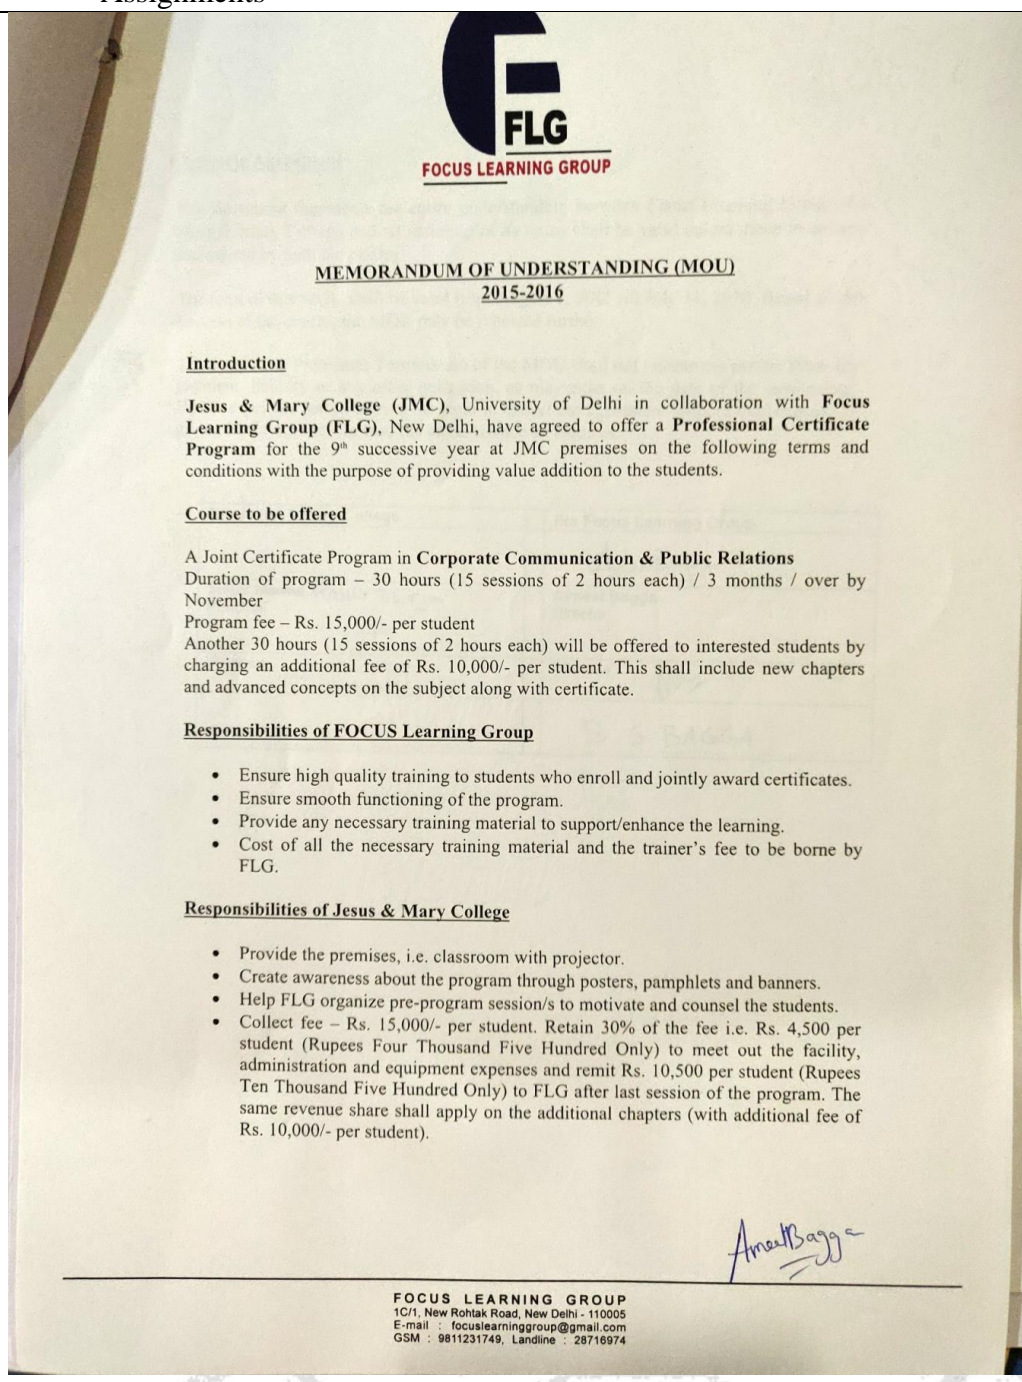 Assignments
FLG
FOCUS LEARNING GROUP
MEMORANDUM OF UNDERSTANDING (MOU)
2015-2016
Introduction
Jesus & Mary College (JMC), University of Delhi in collaboration with Focus
Learning Group (FLG), New Delhi, have agreed to offer a Professional Certificate
Program for the 9th successive year at JMC premises on the following terms and
conditions with the purpose of providing value addition to the students.
Course to be offered
A Joint Certificate Program in Corporate Communication & Public Relations
Duration of program – 30 hours (15 sessions of 2 hours each) / 3 months / over by
November
Program fee – Rs. 15,000/- per student
Another 30 hours (15 sessions of 2 hours each) will be offered to interested students by
charging an additional fee of Rs. 10,000/- per student. This shall include new chapters
and advanced concepts on the subject along with certificate.
Responsibilities of FOCUS Learning Group
• Ensure high quality training to students who enroll and jointly award certificates.
• Ensure smooth functioning of the program.
• Provide any necessary training material to support/enhance the learning.
• Cost of all the necessary training material and the trainer's fee to be borne by
FLG.
Responsibilities of Jesus & Mary College
• Provide the premises, i.e. classroom with projector.
• Create awareness about the program through posters, pamphlets and banners.
• Help FLG organize pre-program session/s to motivate and counsel the students.
• Collect fee – Rs. 15,000/- per student. Retain 30% of the fee i.e. Rs. 4,500 per
student (Rupees Four Thousand Five Hundred Only) to meet out the facility,
administration and equipment expenses and remit Rs. 10,500 per student (Rupees
Ten Thousand Five Hundred Only) to FLG after last session of the program. The
same revenue share shall apply on the additional chapters (with additional fee of
Rs. 10,000/- per student).
Ameet Bagga
FOCUS LEARNING GROUP
1C/1, New Rohtak Road, New Delhi - 110005
E-mail : focuslearninggroup@gmail.com
GSM : 9811231749, Landline : 28716974